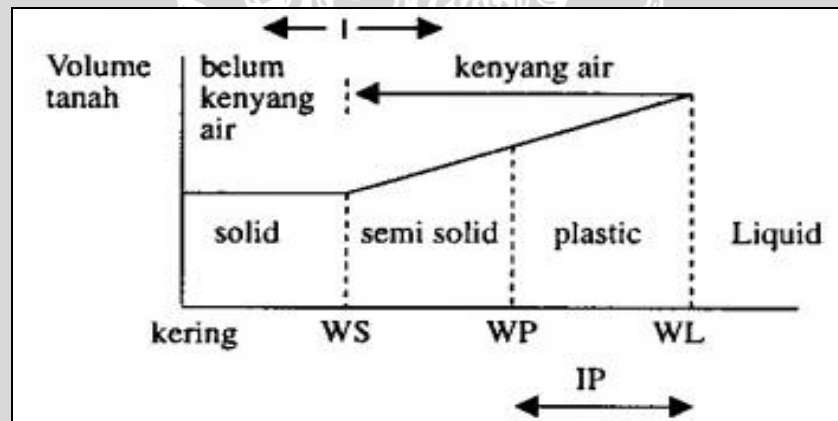 Volume
tanah
belum
kenyang
air
kenyang air
solid
semi solid
plastic
Liquid
kering
WS
WP
WL
IP